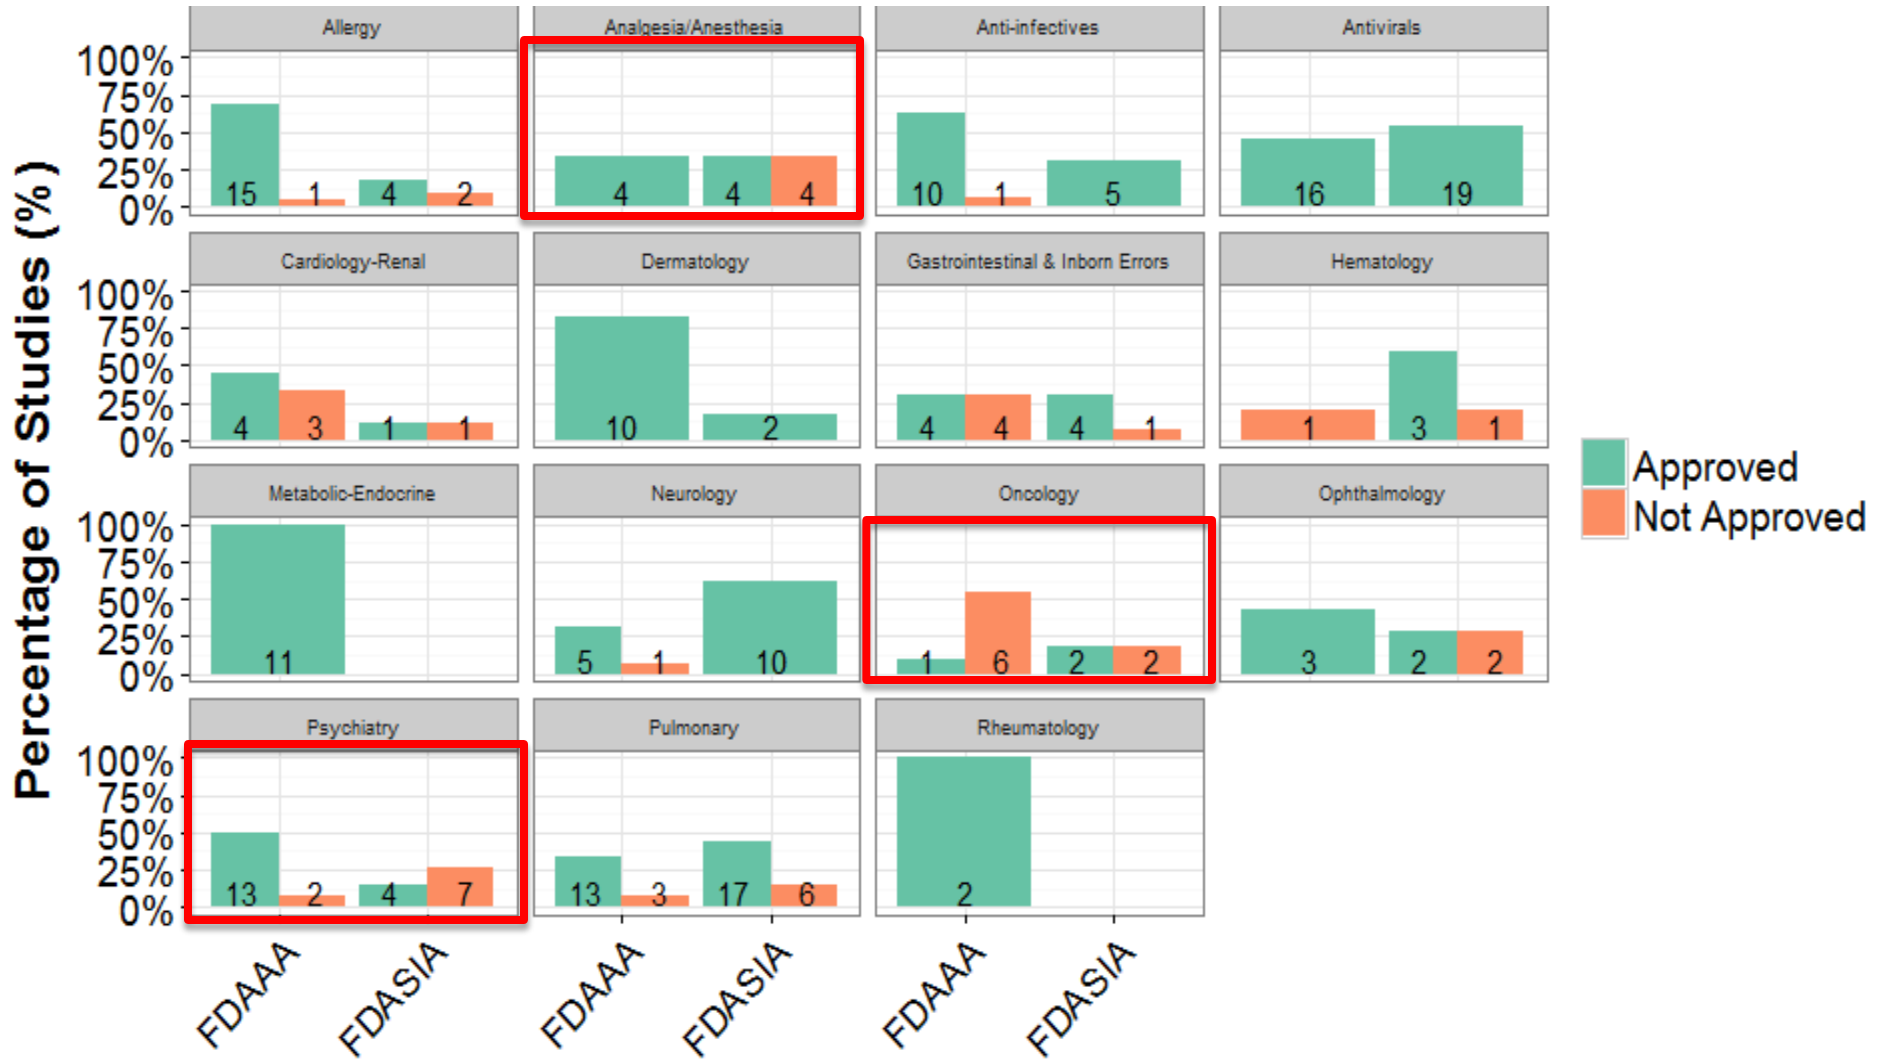 Allergy
Analgesia/Anesthesia
Anti-infectives
Antivirals
100%
75%
50%
25%
0%
15 1 4 2
4 4 4
10 1 5
16 19
Cardiology-Renal
Dermatology
Gastrointestinal & Inborn Errors
Hematology
100%
75%
50%
25%
0%
4 3 1 1
10 2
4 4 4 1
1 3 1
Metabolic-Endocrine
Neurology
Oncology
Ophthalmology
100%
75%
50%
25%
0%
11
5 1 10
1 6 2 2
3 2 2
Psychiatry
Pulmonary
Rheumatology
100%
75%
50%
25%
0%
13 2 4 7
13 3 17 6
2
FDAAA
FDASIA
FDAAA
FDASIA
FDAAA
FDASIA
Percentage of Studies (%)
Approved
Not Approved